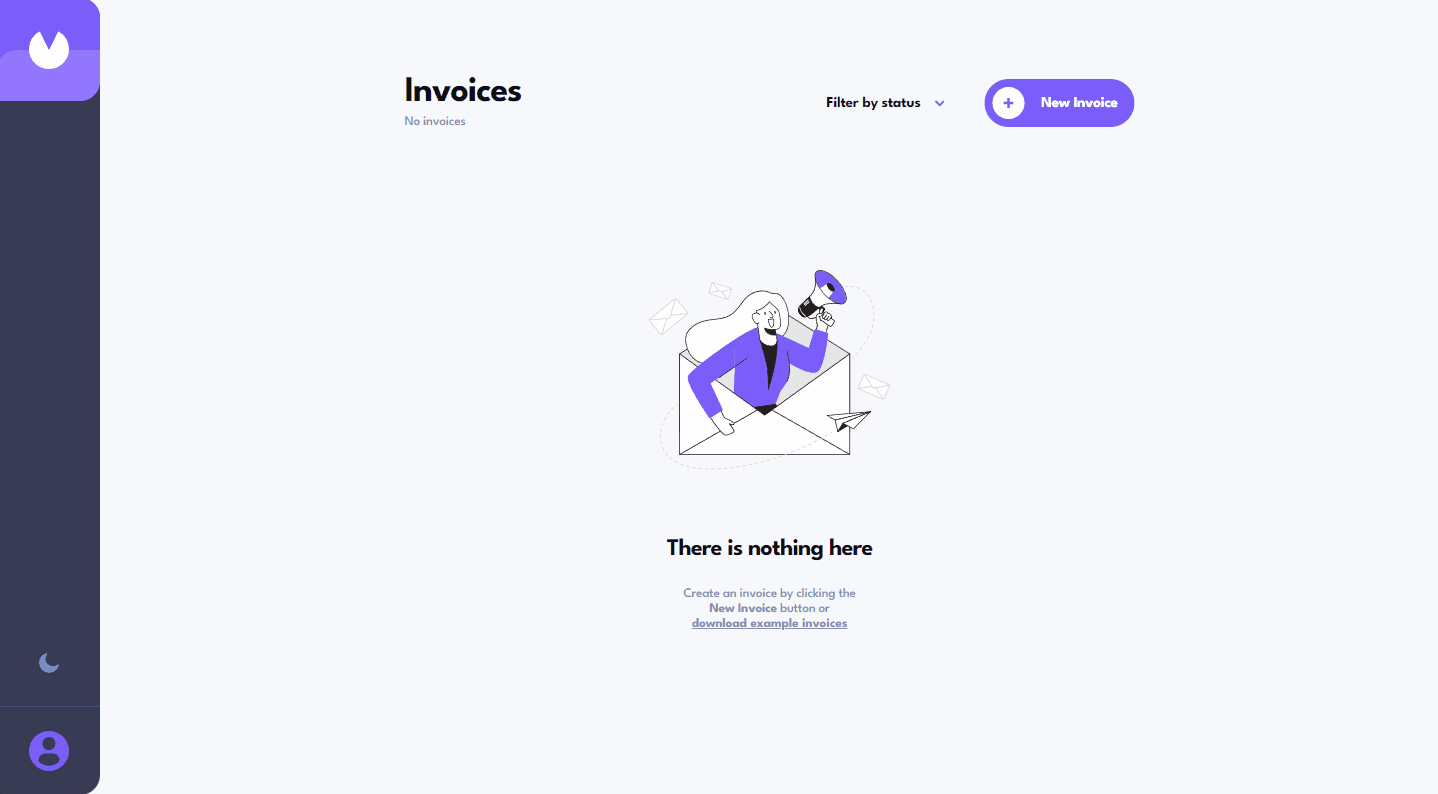 Invoices
No invoices
Filter by status
New Invoice
There is nothing here
Create an invoice by clicking the
New Invoice button or
download example invoices